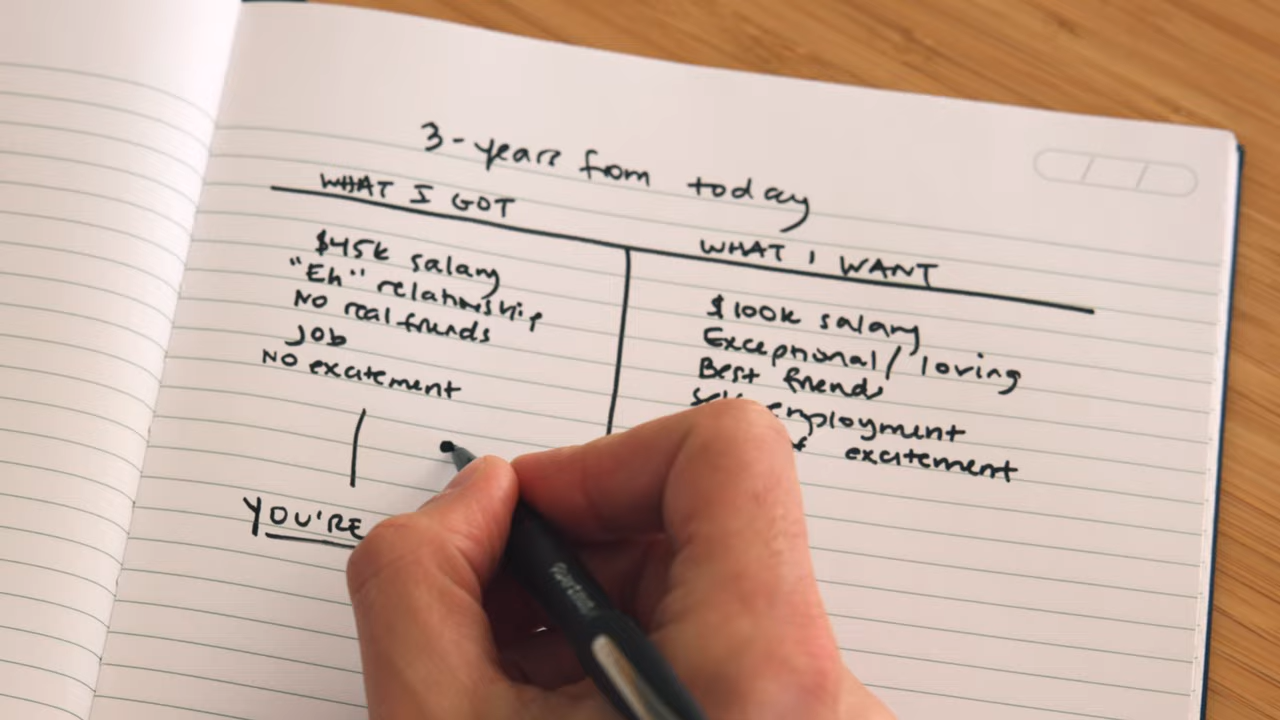 3-years from today
WHAT I GOT
$45k salary
"Eh" relationship
NO real friends
Job
NO excitement
YOU'RE
WHAT I WANT
$100k salary
Exceptional/loving
Best friends
employment
excitement